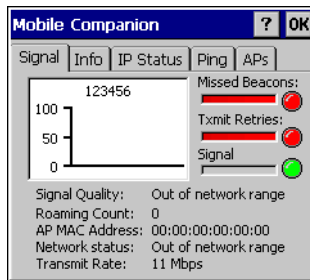 Mobile Companion ? OK
Signal Info IP Status Ping APs
123456
100
50
0
Missed Beacons:
Txmit Retries:
Signal
Signal Quality: Out of network range
Roaming Count: 0
AP MAC Address: 00:00:00:00:00:00
Network status: Out of network range
Transmit Rate: 11 Mbps